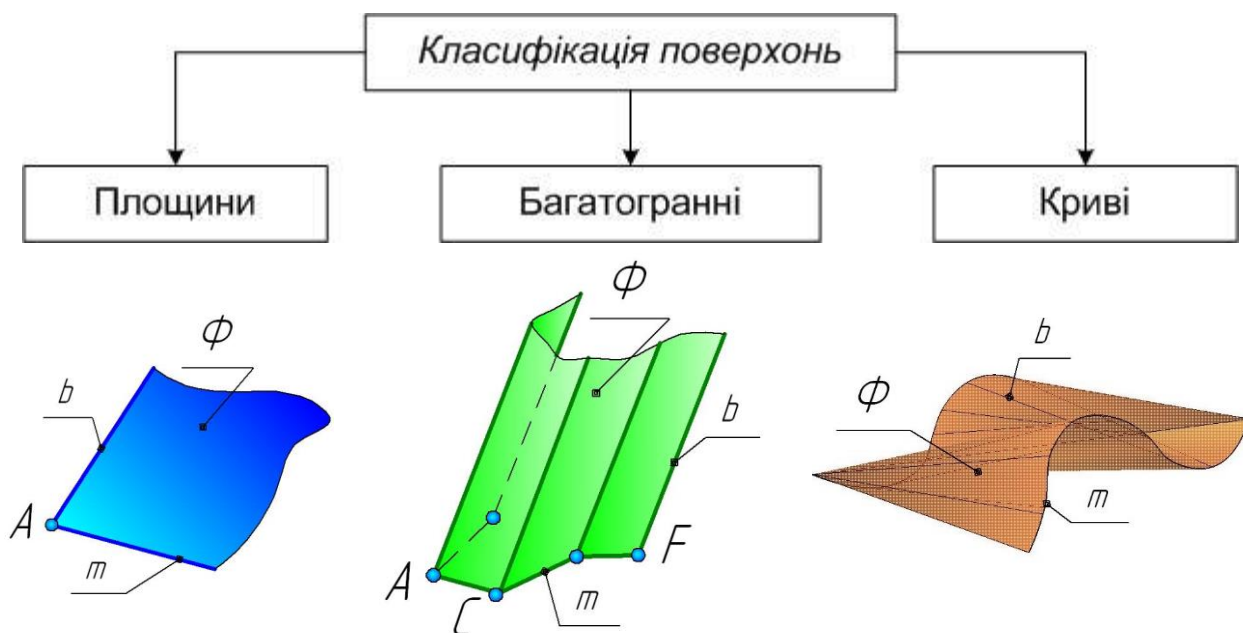 Класифікація поверхонь
Площини
Багатогранні
Криві
Ф
b
A
m
Ф
b
A
C
m
F
b
Ф
m